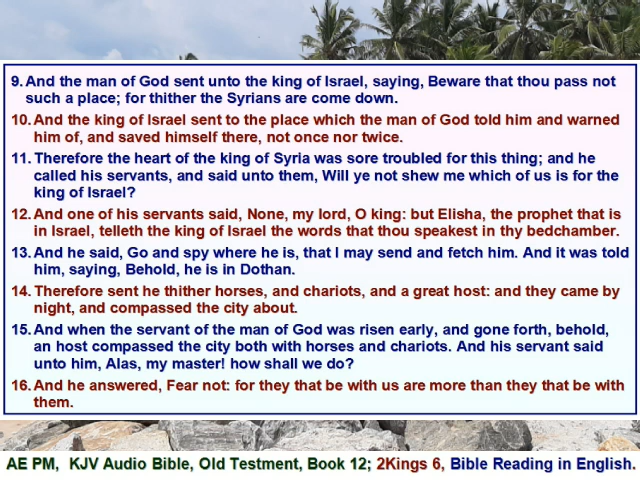 9. And the man of God sent unto the king of Israel, saying, Beware that thou pass not
such a place; for thither the Syrians are come down.
10. And the king of Israel sent to the place which the man of God told him and warned
him of, and saved himself there, not once nor twice.
11. Therefore the heart of the king of Syria was sore troubled for this thing; and he
called his servants, and said unto them, Will ye not shew me which of us is for the
king of Israel?
12. And one of his servants said, None, my lord, O king: but Elisha, the prophet that is
in Israel, telleth the king of Israel the words that thou speakest in thy bedchamber.
13. And he said, Go and spy where he is, that I may send and fetch him. And it was told
him, saying, Behold, he is in Dothan.
14. Therefore sent he thither horses, and chariots, and a great host: and they came by
night, and compassed the city about.
15. And when the servant of the man of God was risen early, and gone forth, behold,
an host compassed the city both with horses and chariots. And his servant said
unto him, Alas, my master! how shall we do?
16. And he answered, Fear not: for they that be with us are more than they that be with
them.
AE PM, KJV Audio Bible, Old Testment, Book 12; 2Kings 6, Bible Reading in English.